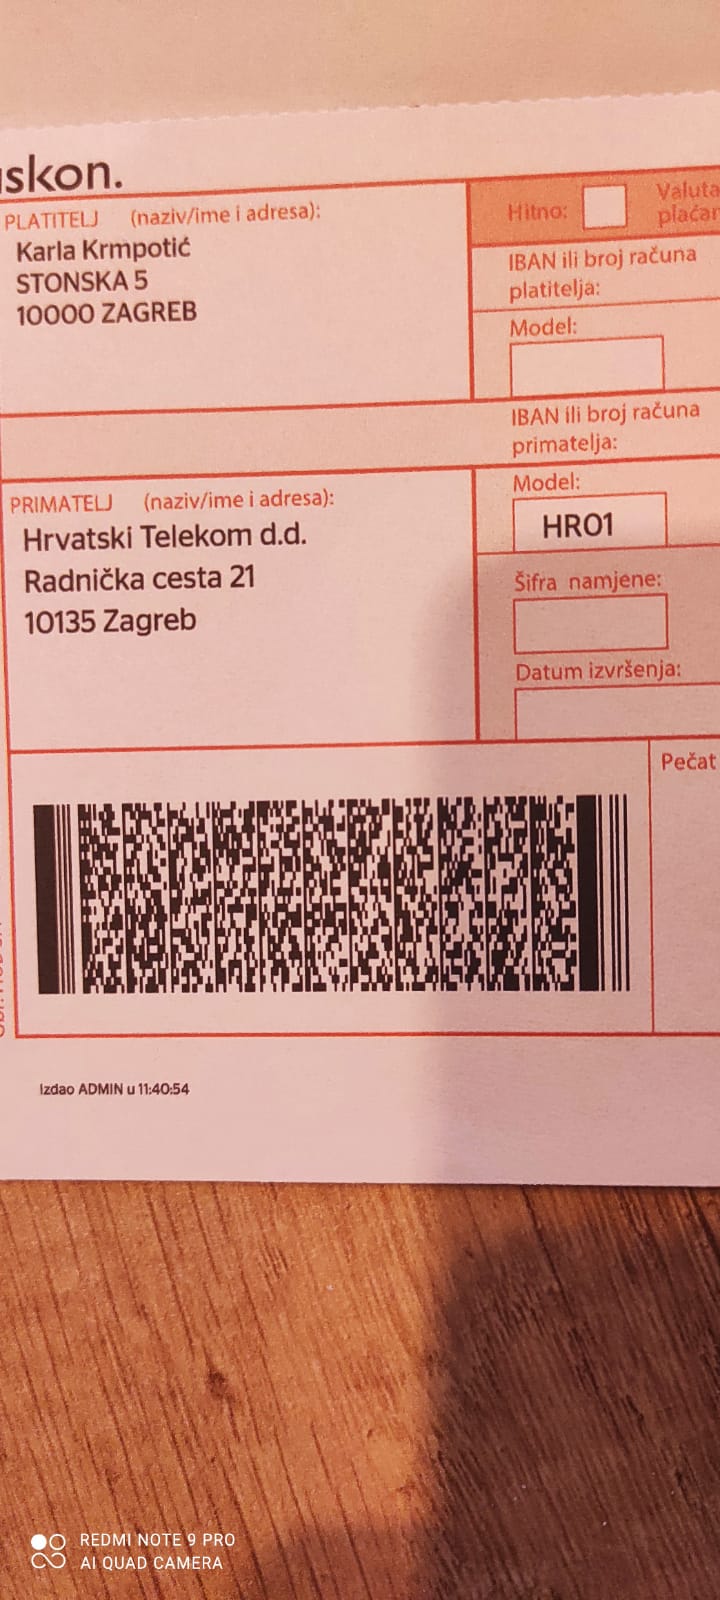 skon.
PLATITELJ (naziv/ime i adresa):
Karla Krmpotić
STONSKA 5
10000 ZAGREB
Hitno:
Valuta
plaćan
IBAN ili broj računa
platitelja:
Model:
IBAN ili broj računa
primatelja:
PRIMATELJ (naziv/ime i adresa):
Hrvatski Telekom d.d.
Radnička cesta 21
10135 Zagreb
Model:
HR01
Šifra namjene:
Datum izvršenja:
Pečat
Izdao ADMIN u 11:40:54
REDMI NOTE 9 PRO
AI QUAD CAMERA